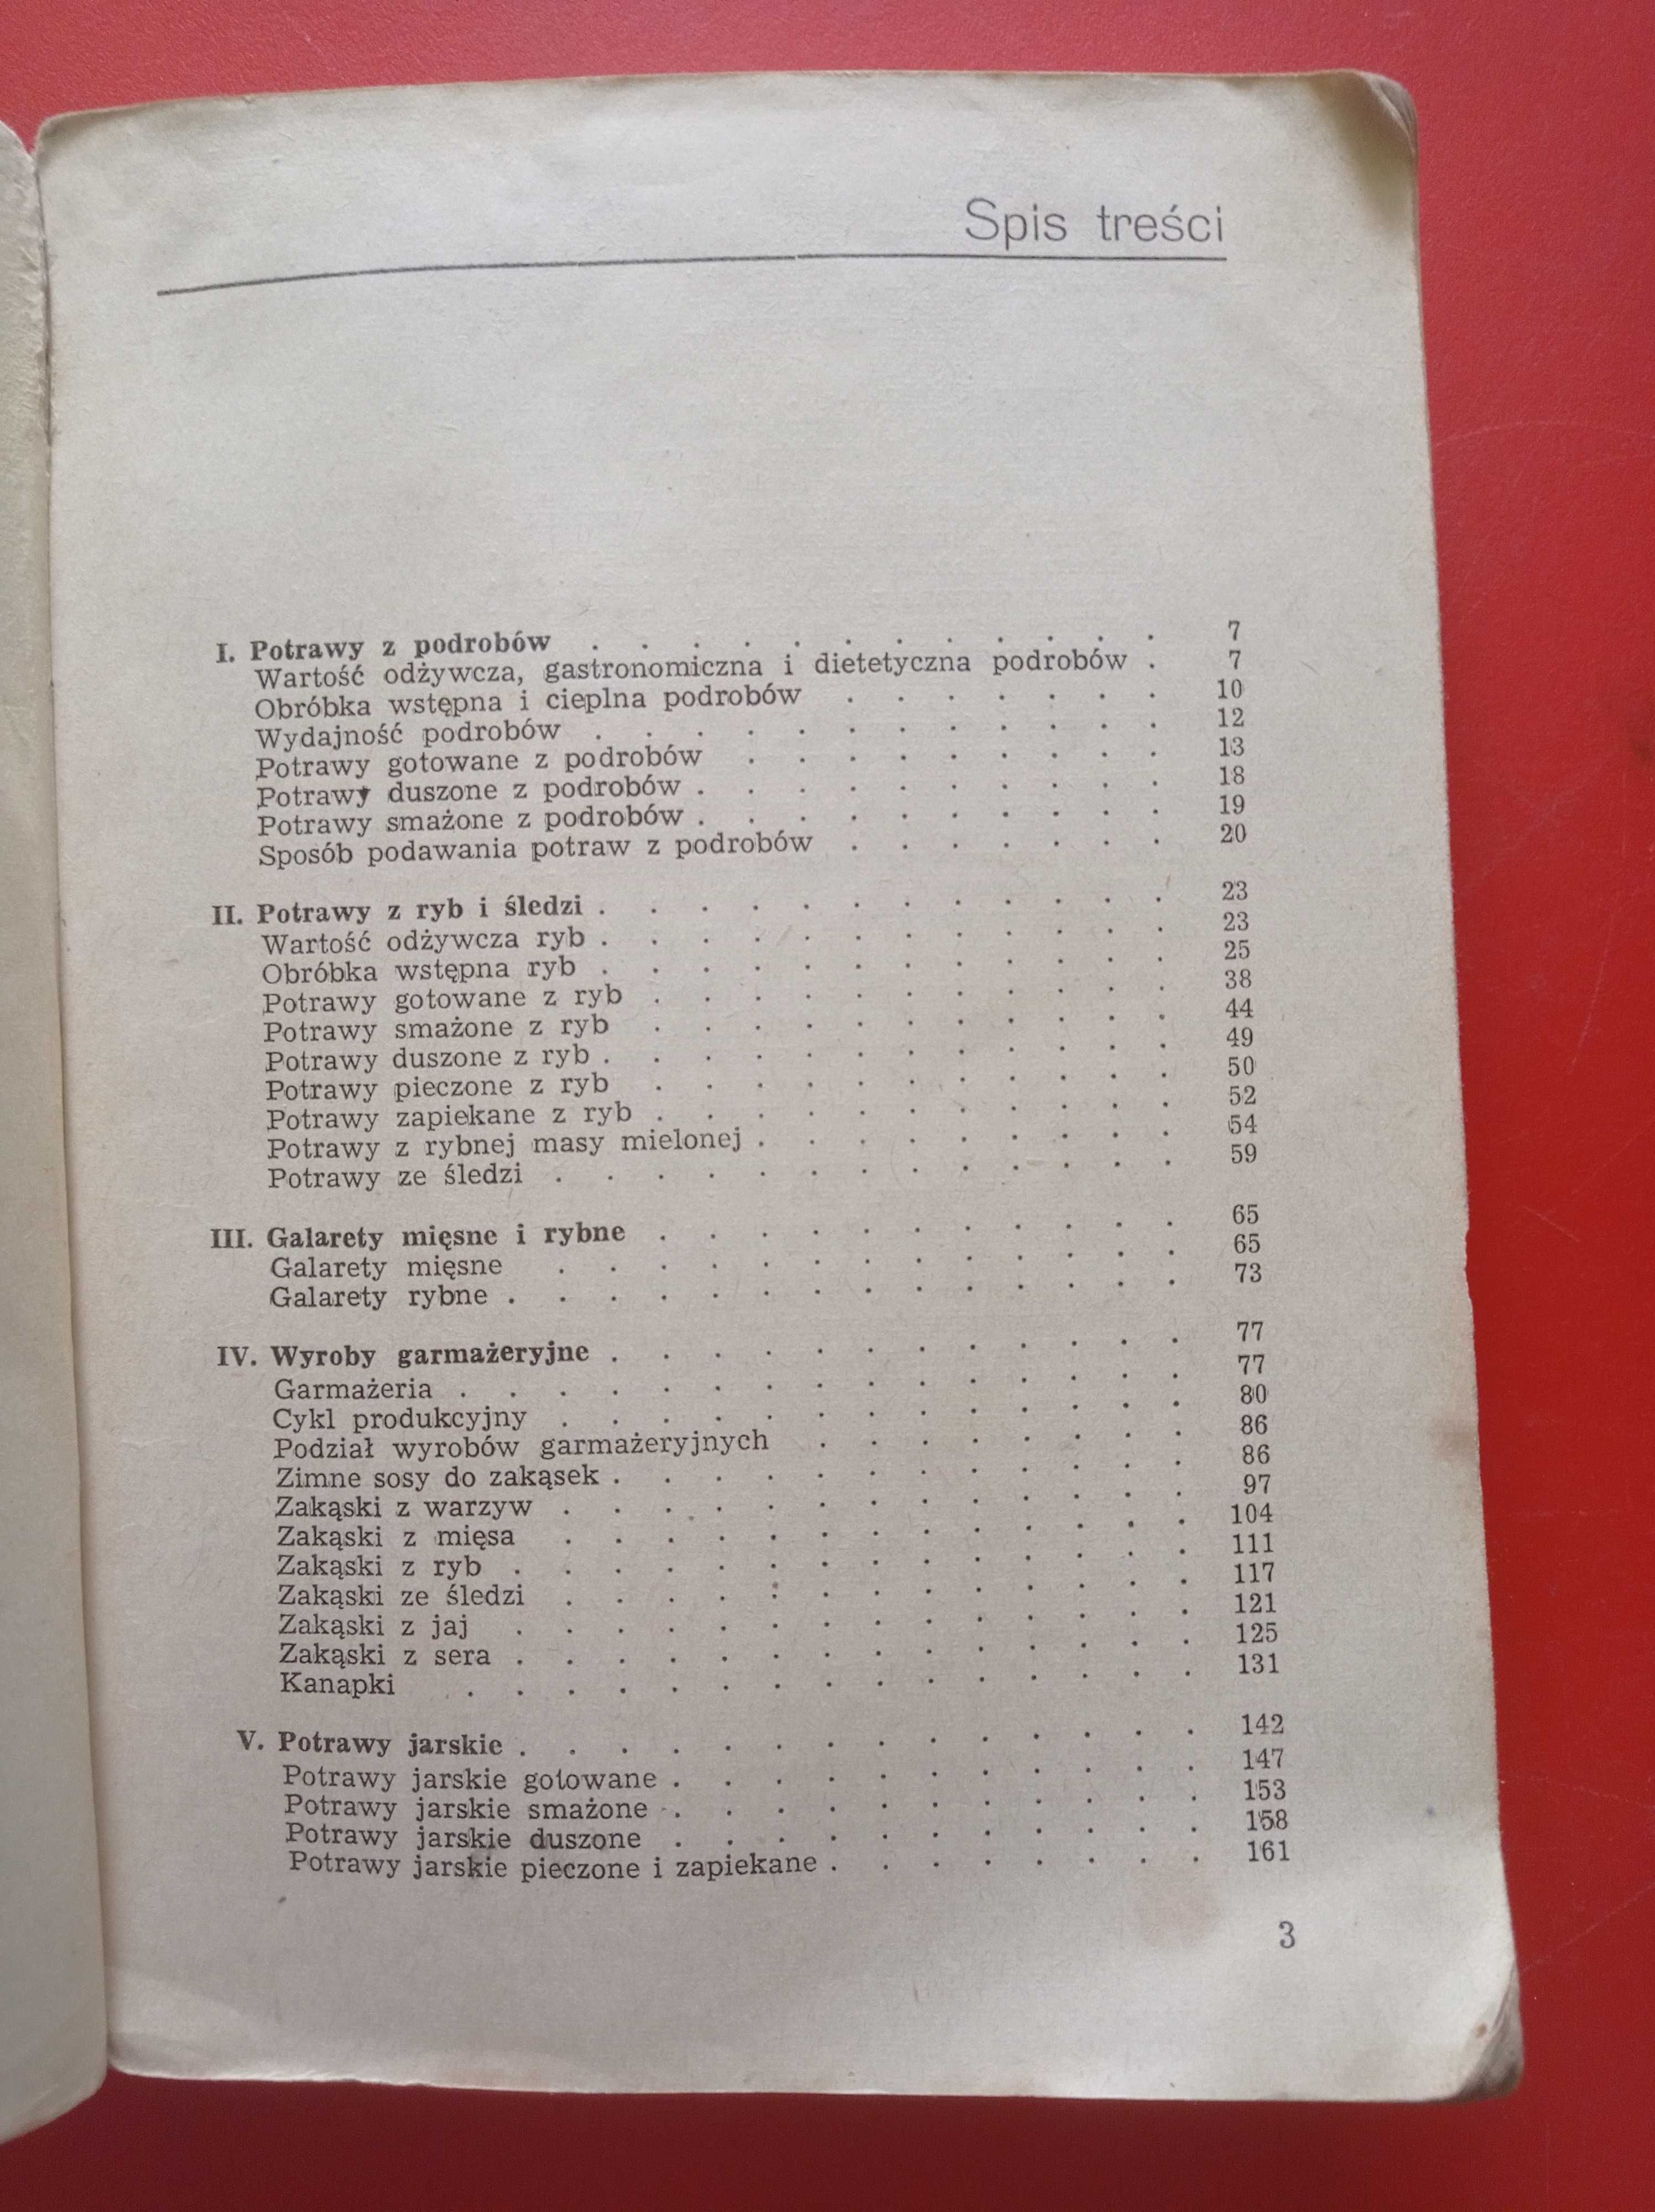 Spis treści
I. Potrawy z podrobów . . . . . . . . . . . . 7
Wartość odżywcza, gastronomiczna i dietetyczna podrobów . 7
Obróbka wstępna i cieplna podrobów . . . . . . . 10
Wydajność podrobów . . . . . . . . . . . . 12
Potrawy gotowane z podrobów . . . . . . . . . 13
Potrawy duszone z podrobów . . . . . . . . . . 18
Potrawy smażone z podrobów . . . . . . . . . . 19
Sposób podawania potraw z podrobów . . . . . . . 20
II. Potrawy z ryb i śledzi . . . . . . . . . . . . 23
Wartość odżywcza ryb . . . . . . . . . . . . 23
Obróbka wstępna ryb . . . . . . . . . . . . 25
Potrawy gotowane z ryb . . . . . . . . . . . 38
Potrawy smażone z ryb . . . . . . . . . . . 44
Potrawy duszone z ryb . . . . . . . . . . . . 49
Potrawy pieczone z ryb . . . . . . . . . . . 50
Potrawy zapiekane z ryb . . . . . . . . . . . 52
Potrawy z rybnej masy mielonej . . . . . . . . . 54
Potrawy ze śledzi . . . . . . . . . . . . . 59
III. Galarety mięsne i rybne . . . . . . . . . . . 65
Galarety mięsne . . . . . . . . . . . . . 65
Galarety rybne . . . . . . . . . . . . . . 73
IV. Wyroby garmażeryjne . . . . . . . . . . . . 77
Garmażeria . . . . . . . . . . . . . . . 77
Cykl produkcyjny . . . . . . . . . . . . . 80
Podział wyrobów garmażeryjnych . . . . . . . . 86
Zimne sosy do zakąsek . . . . . . . . . . . . 86
Zakąski z warzyw . . . . . . . . . . . . . 97
Zakąski z mięsa . . . . . . . . . . . . . 104
Zakąski z ryb . . . . . . . . . . . . . . 111
Zakąski ze śledzi . . . . . . . . . . . . . 117
Zakąski z jaj . . . . . . . . . . . . . . 121
Zakąski z sera . . . . . . . . . . . . . . 125
Kanapki . . . . . . . . . . . . . . . 131
V. Potrawy jarskie . . . . . . . . . . . . . . 142
Potrawy jarskie gotowane . . . . . . . . . . . 147
Potrawy jarskie smażone . . . . . . . . . . . 153
Potrawy jarskie duszone . . . . . . . . . . . 158
Potrawy jarskie pieczone i zapiekane . . . . . . . . 161
3